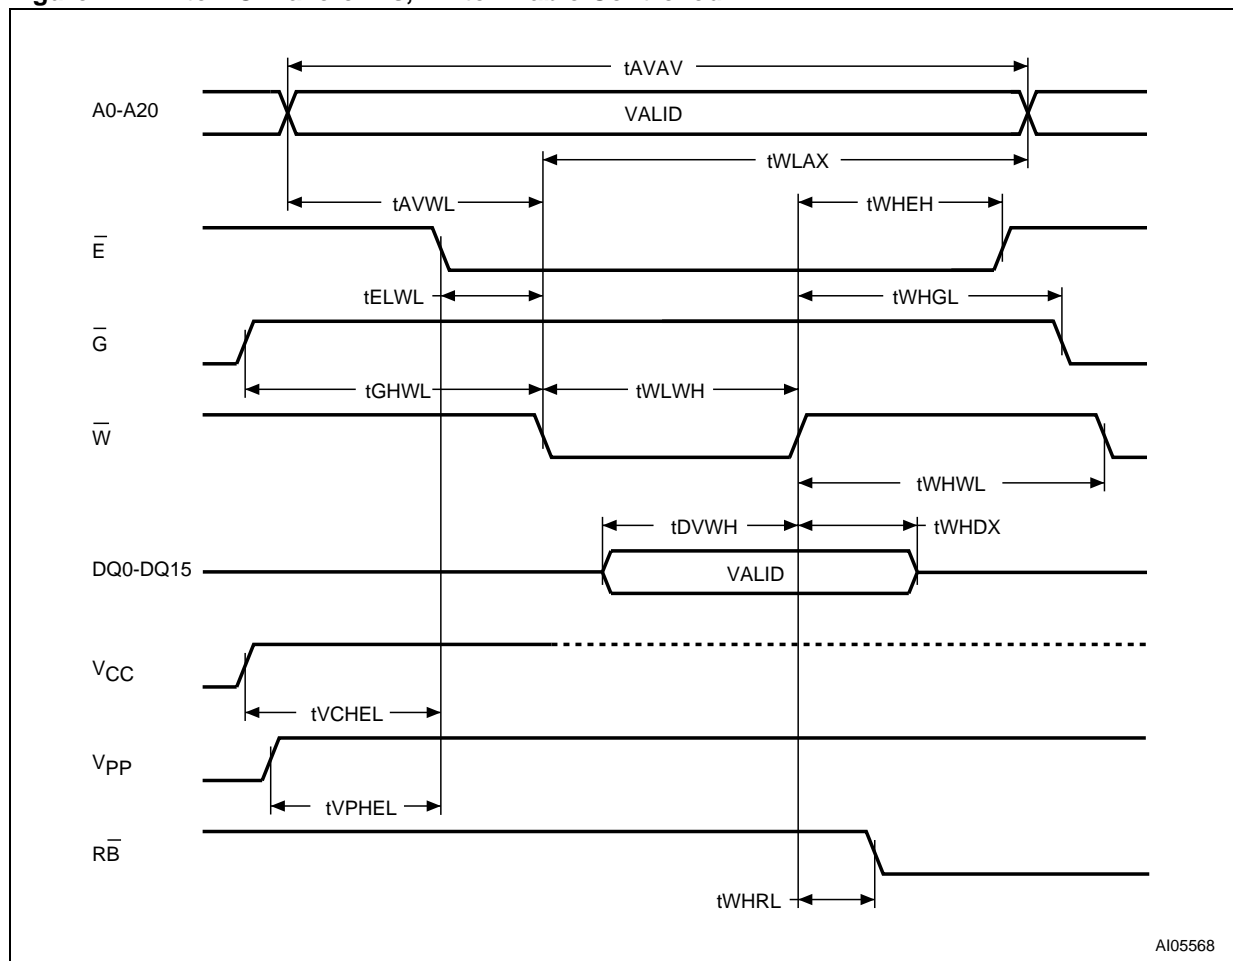 tAVAV
A0-A20
VALID
tWLAX
tAVWL
tWHEH
E̅
tELWL
tWHGL
G̅
tGHWL
tWLWH
W̅
tWHWL
tDVWH
tWHDX
DQ0-DQ15
VALID
VCC
tVCHEL
VPP
tVPHEL
RB̅
tWHRL
AI05568